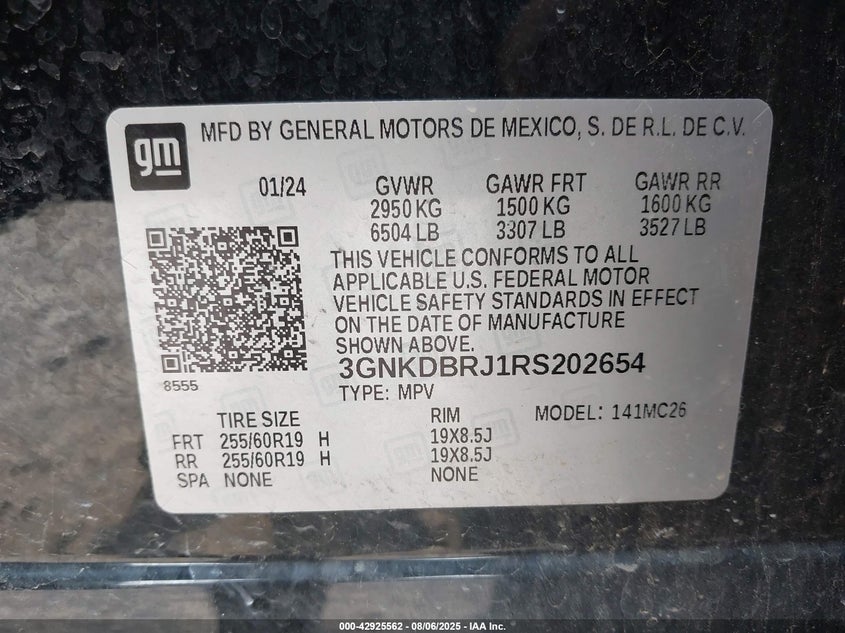 gm
MFD BY GENERAL MOTORS DE MEXICO, S. DE R.L. DE C.V.
01/24 GVWR GAWR FRT GAWR RR
2950 KG 1500 KG 1600 KG
6504 LB 3307 LB 3527 LB
THIS VEHICLE CONFORMS TO ALL
APPLICABLE U.S. FEDERAL MOTOR
VEHICLE SAFETY STANDARDS IN EFFECT
ON THE DATE OF MANUFACTURE
SHOWN ABOVE.
8555
3GNKDBRJ1RS202654
TYPE: MPV
TIRE SIZE RIM MODEL: 141MC26
FRT 255/60R19 H 19X8.5J
RR 255/60R19 H 19X8.5J
SPA NONE NONE
000-42925562 - 08/06/2025 - IAA Inc.